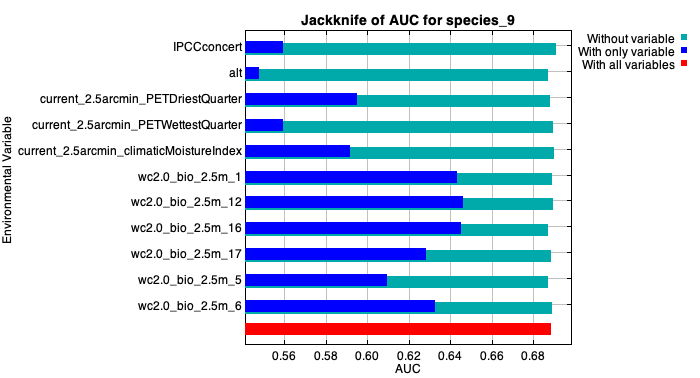 Jackknife of AUC for species_9
Without variable
With only variable
With all variables
Environmental Variable
IPCCconcert
alt
current_2.5arcmin_PETDriestQuarter
current_2.5arcmin_PETWettestQuarter
current_2.5arcmin_climaticMoistureIndex
wc2.0_bio_2.5m_1
wc2.0_bio_2.5m_12
wc2.0_bio_2.5m_16
wc2.0_bio_2.5m_17
wc2.0_bio_2.5m_5
wc2.0_bio_2.5m_6
0.56 0.58 0.60 0.62 0.64 0.66 0.68
AUC